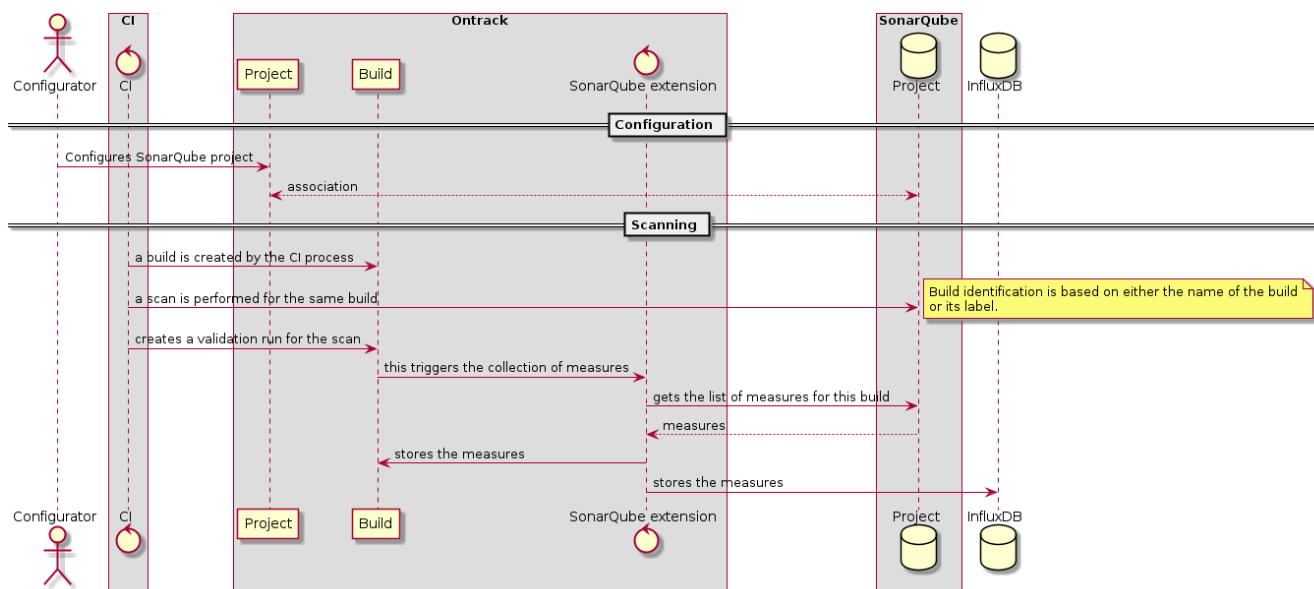 CI
Ontrack
SonarQube
Configurator
CI
Project
Build
SonarQube extension
Project
InfluxDB
Configuration
Configures SonarQube project
association
Scanning
a build is created by the CI process
a scan is performed for the same build
Build identification is based on either the name of the build
or its label.
creates a validation run for the scan
this triggers the collection of measures
gets the list of measures for this build
measures
stores the measures
stores the measures
Configurator
CI
Project
Build
SonarQube extension
Project
InfluxDB